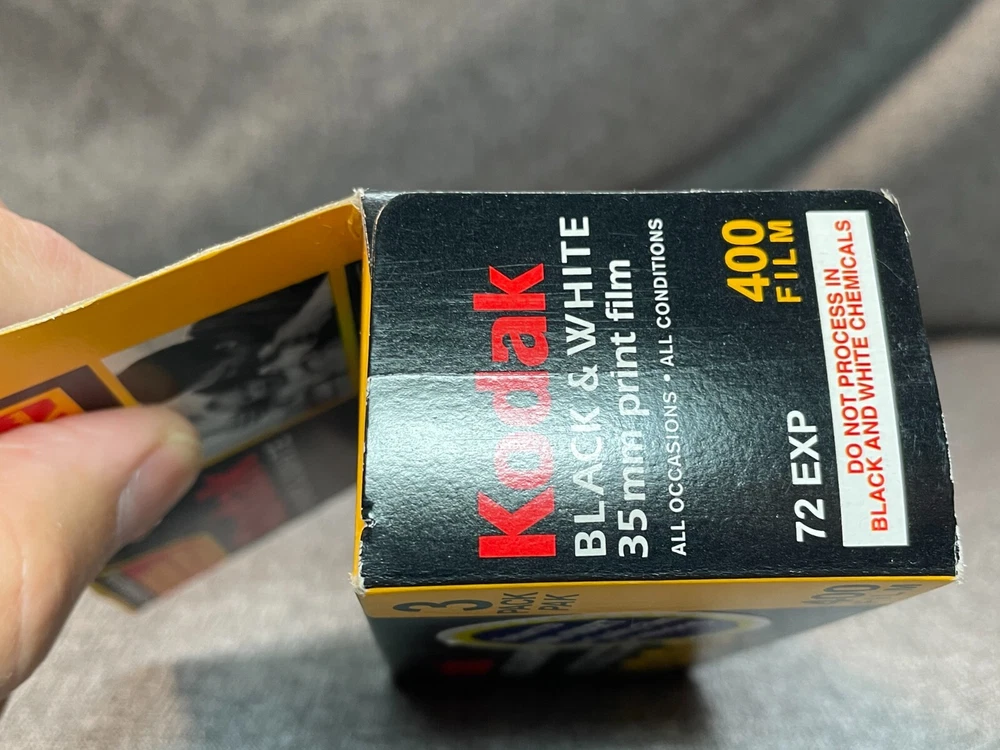 Kodak
BLACK & WHITE
35mm print film
ALL OCCASIONS • ALL CONDITIONS
400
FILM
72 EXP
DO NOT PROCESS IN
BLACK AND WHITE CHEMICALS
3
PACK
PAK
400